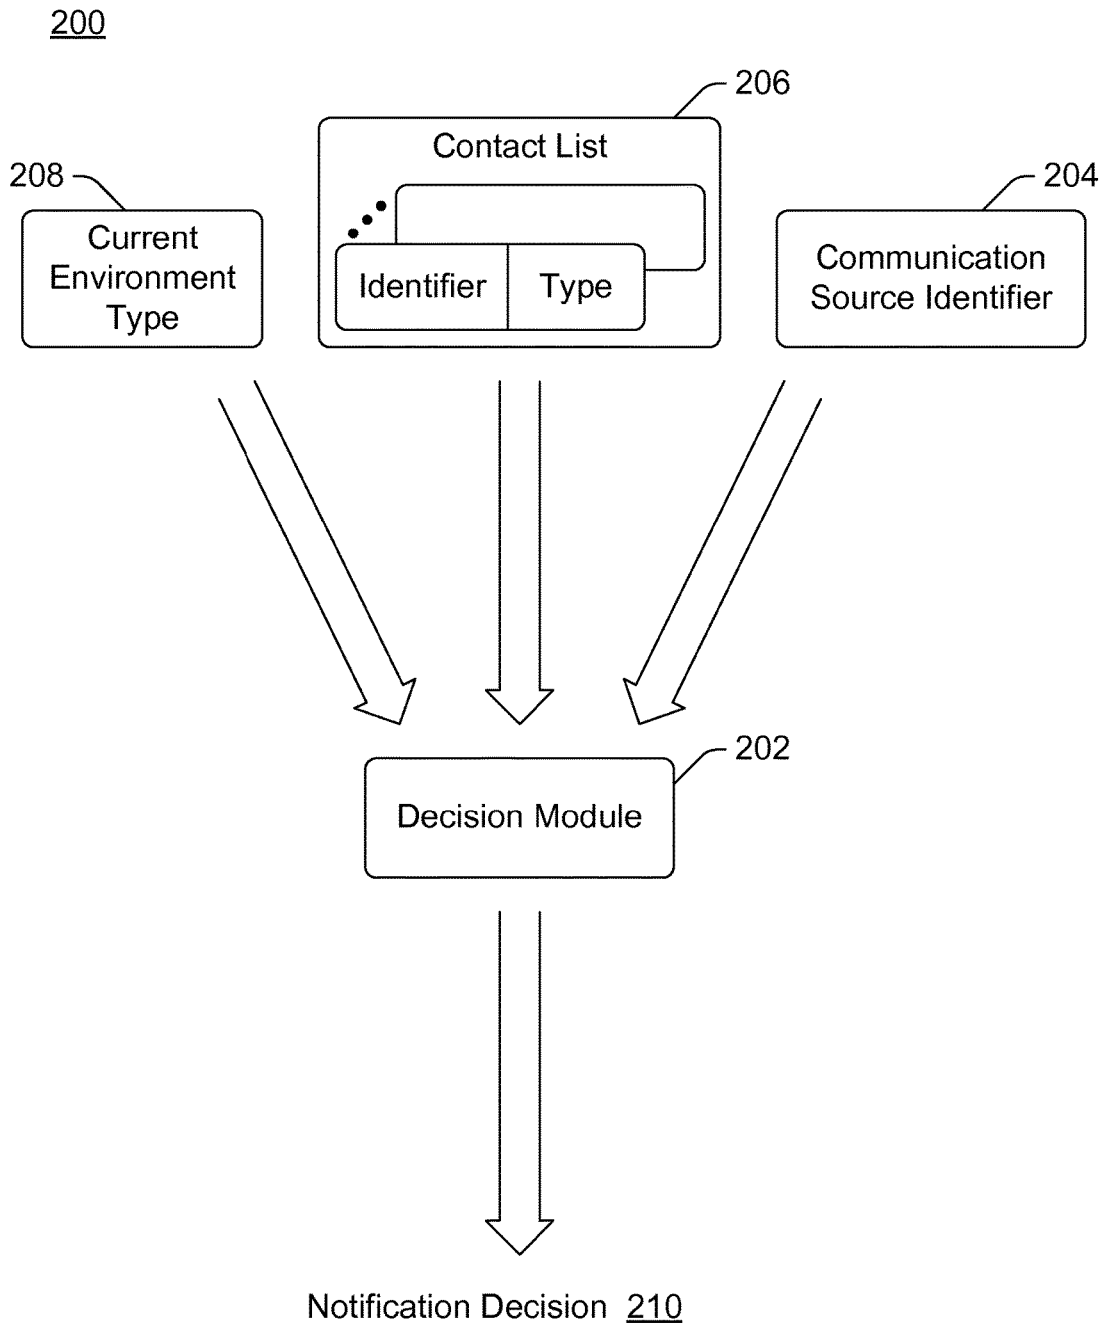 200
206
Contact List
208
204
Current
Environment
Type
Identifier
Type
Communication
Source Identifier
202
Decision Module
Notification Decision 210